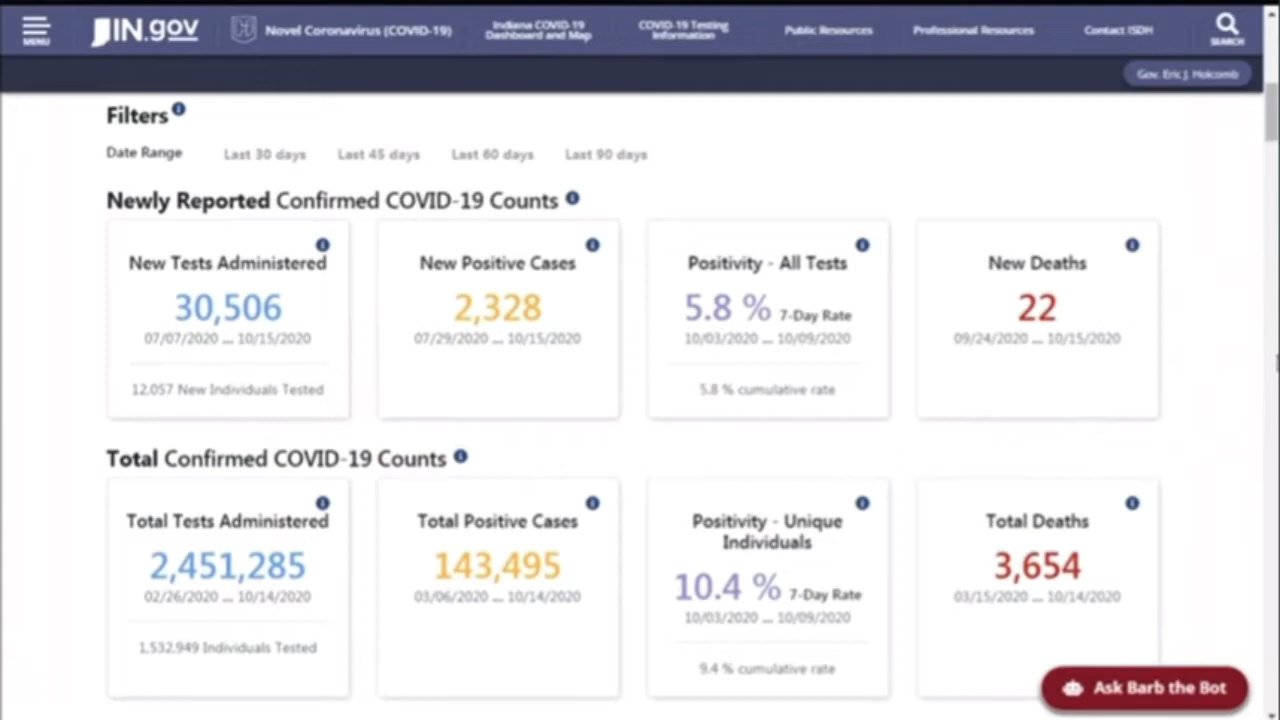 MENU
IN.gov
Novel Coronavirus (COVID-19)
Indiana COVID-19
Dashboard and Map
COVID-19 Testing
Information
Public Resources
Professional Resources
Contact ISDH
SEARCH
Gov. Eric J. Holcomb
Filters
Date Range
Last 30 days
Last 45 days
Last 60 days
Last 90 days
Newly Reported Confirmed COVID-19 Counts
New Tests Administered
30,506
07/07/2020 ... 10/15/2020
12,057 New Individuals Tested
New Positive Cases
2,328
07/29/2020 ... 10/15/2020
Positivity - All Tests
5.8 % 7-Day Rate
10/03/2020 ... 10/09/2020
5.8 % cumulative rate
New Deaths
22
09/24/2020 ... 10/15/2020
Total Confirmed COVID-19 Counts
Total Tests Administered
2,451,285
02/26/2020 ... 10/14/2020
1,532,949 Individuals Tested
Total Positive Cases
143,495
03/06/2020 ... 10/14/2020
Positivity - Unique
Individuals
10.4 % 7-Day Rate
10/03/2020 ... 10/09/2020
9.4 % cumulative rate
Total Deaths
3,654
03/15/2020 ... 10/14/2020
Ask Barb the Bot